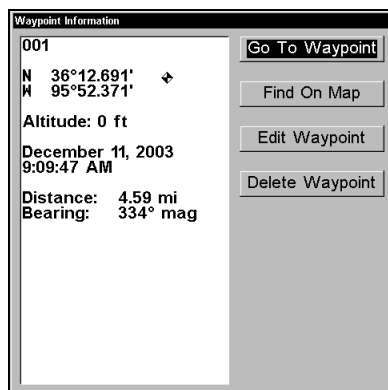 Waypoint Information
001
N 36°12.691'
W 95°52.371'
Altitude: 0 ft
December 11, 2003
9:09:47 AM
Distance: 4.59 mi
Bearing: 334° mag
Go To Waypoint
Find On Map
Edit Waypoint
Delete Waypoint